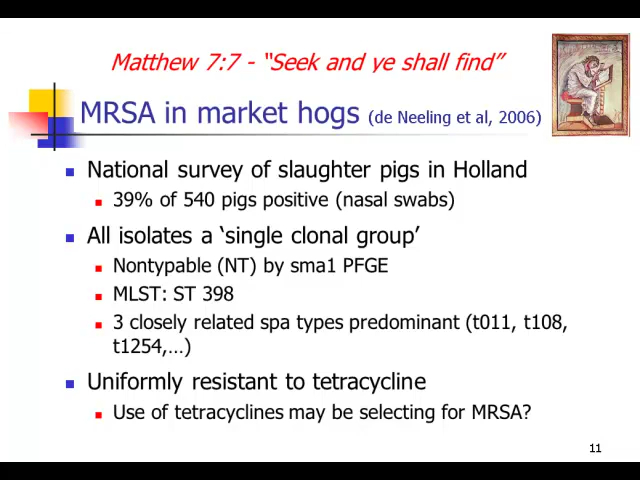 Matthew 7:7 - “Seek and ye shall find”
MRSA in market hogs (de Neeling et al, 2006)
National survey of slaughter pigs in Holland
39% of 540 pigs positive (nasal swabs)
All isolates a ‘single clonal group’
Nontypable (NT) by sma1 PFGE
MLST: ST 398
3 closely related spa types predominant (t011, t108,
t1254,…)
Uniformly resistant to tetracycline
Use of tetracyclines may be selecting for MRSA?
11